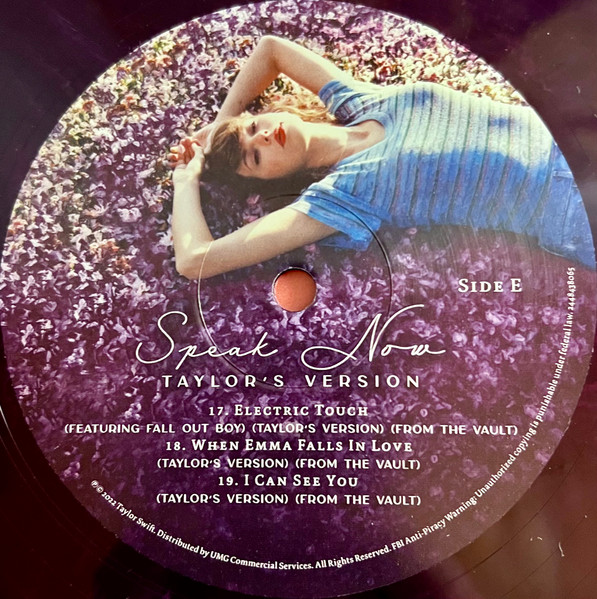 Side E
Speak Now
TAYLOR'S VERSION
17. Electric Touch
(FEATURING FALL OUT BOY) (TAYLOR'S VERSION) (FROM THE VAULT)
18. When Emma Falls In Love
(TAYLOR'S VERSION) (FROM THE VAULT)
19. I Can See You
(TAYLOR'S VERSION) (FROM THE VAULT)
℗ © 2022 Taylor Swift. Distributed by UMG Commercial Services. All Rights Reserved. FBI Anti-Piracy Warning: Unauthorized copying is punishable under federal law. 2448438065